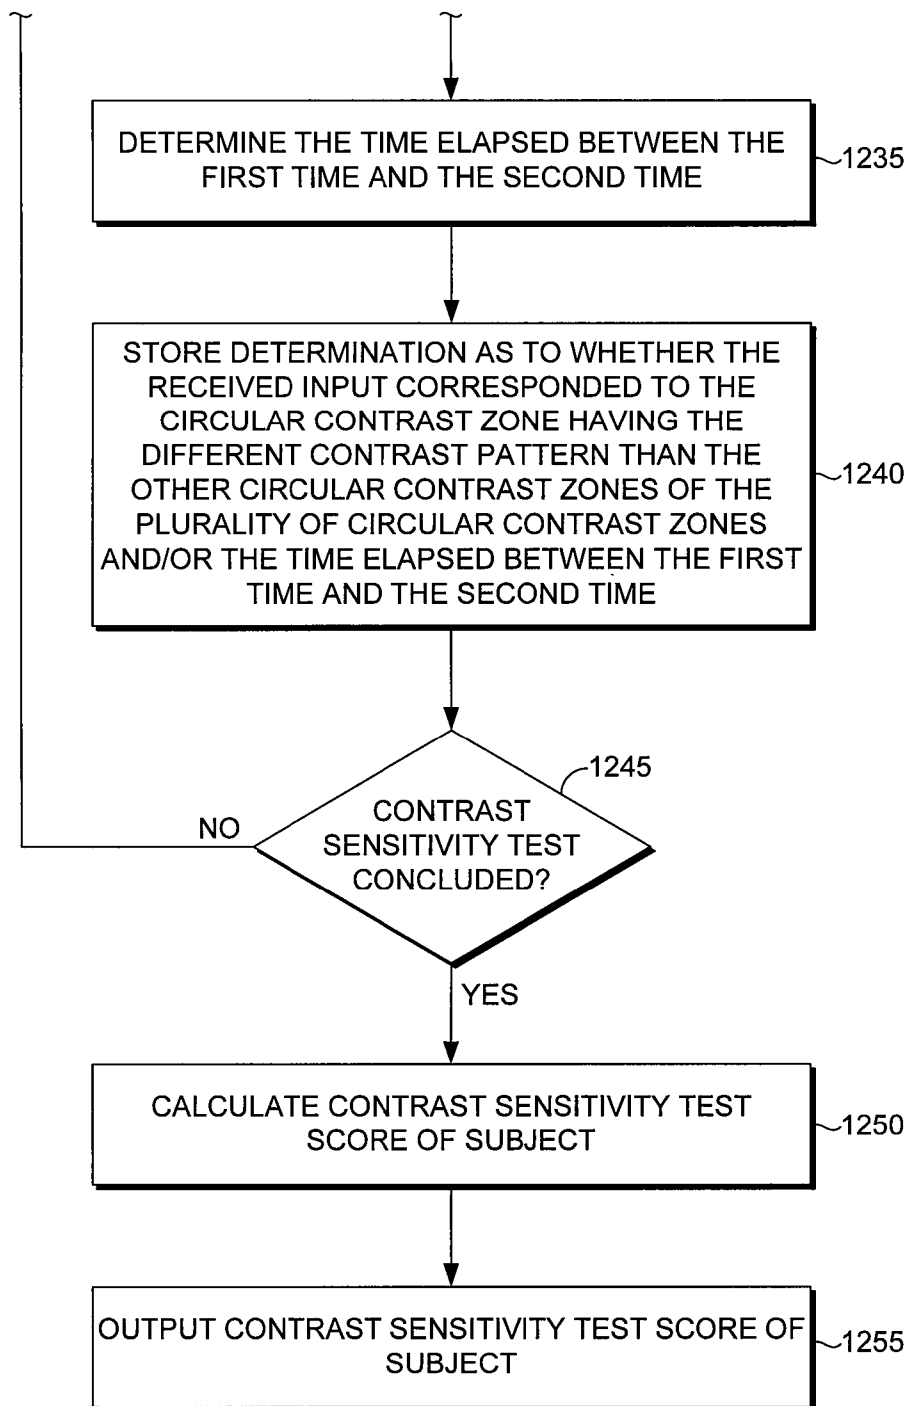 DETERMINE THE TIME ELAPSED BETWEEN THE
FIRST TIME AND THE SECOND TIME
1235
STORE DETERMINATION AS TO WHETHER THE
RECEIVED INPUT CORRESPONDED TO THE
CIRCULAR CONTRAST ZONE HAVING THE
DIFFERENT CONTRAST PATTERN THAN THE
OTHER CIRCULAR CONTRAST ZONES OF THE
PLURALITY OF CIRCULAR CONTRAST ZONES
AND/OR THE TIME ELAPSED BETWEEN THE FIRST
TIME AND THE SECOND TIME
1240
1245
CONTRAST
SENSITIVITY TEST
CONCLUDED?
NO
YES
CALCULATE CONTRAST SENSITIVITY TEST
SCORE OF SUBJECT
1250
OUTPUT CONTRAST SENSITIVITY TEST SCORE OF
SUBJECT
1255